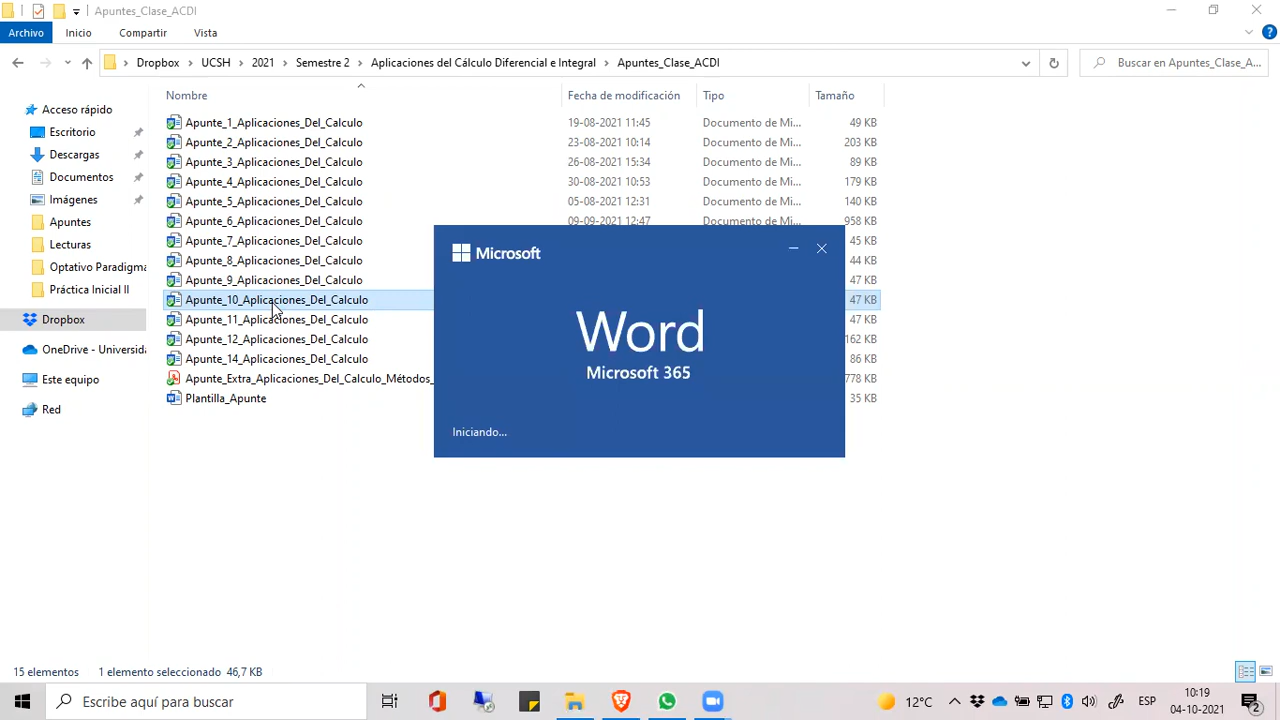 Apuntes_Clase_ACDI
Archivo Inicio Compartir Vista
Dropbox UCSH 2021 Semestre 2 Aplicaciones del Cálculo Diferencial e Integral Apuntes_Clase_ACDI
Buscar en Apuntes_Clase_A...
Nombre Fecha de modificación Tipo Tamaño
Acceso rápido
Escritorio
Descargas
Documentos
Imágenes
Apuntes
Lecturas
Optativo Paradigma
Práctica Inicial II
Dropbox
OneDrive - Universida
Este equipo
Red
Apunte_1_Aplicaciones_Del_Calculo 19-08-2021 11:45 Documento de Mi... 49 KB
Apunte_2_Aplicaciones_Del_Calculo 23-08-2021 10:14 Documento de Mi... 203 KB
Apunte_3_Aplicaciones_Del_Calculo 26-08-2021 15:34 Documento de Mi... 89 KB
Apunte_4_Aplicaciones_Del_Calculo 30-08-2021 10:53 Documento de Mi... 179 KB
Apunte_5_Aplicaciones_Del_Calculo 05-08-2021 12:31 Documento de Mi... 140 KB
Apunte_6_Aplicaciones_Del_Calculo 09-09-2021 12:47 Documento de Mi... 958 KB
Apunte_7_Aplicaciones_Del_Calculo 45 KB
Apunte_8_Aplicaciones_Del_Calculo 44 KB
Apunte_9_Aplicaciones_Del_Calculo 47 KB
Apunte_10_Aplicaciones_Del_Calculo 47 KB
Apunte_11_Aplicaciones_Del_Calculo 47 KB
Apunte_12_Aplicaciones_Del_Calculo 162 KB
Apunte_14_Aplicaciones_Del_Calculo 86 KB
Apunte_Extra_Aplicaciones_Del_Calculo_Métodos_ 778 KB
Plantilla_Apunte 35 KB
Microsoft
Word
Microsoft 365
Iniciando...
15 elementos 1 elemento seleccionado 46,7 KB
Escribe aquí para buscar
12°C
ESP
10:19
04-10-2021
2